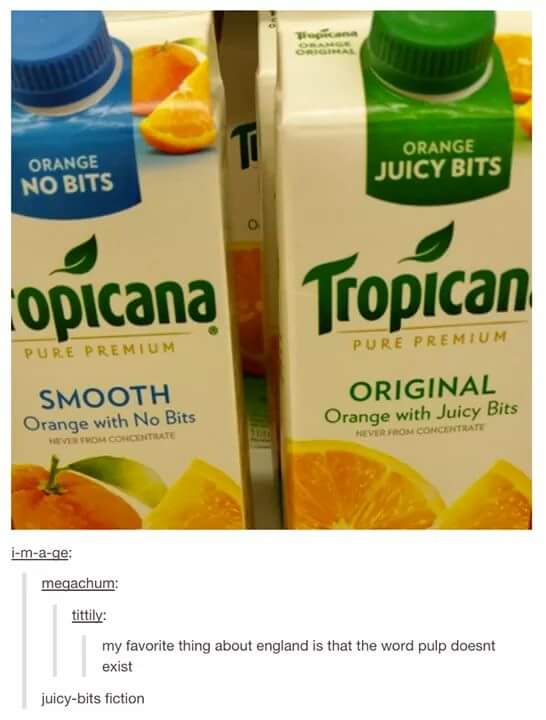 ORANGE
NO BITS
opicana
PURE PREMIUM
SMOOTH
Orange with No Bits
NEVER FROM CONCENTRATE
Tropicana
ORANGE
ORIGINAL
ORANGE
JUICY BITS
Tropican
PURE PREMIUM
ORIGINAL
Orange with Juicy Bits
NEVER FROM CONCENTRATE
i-m-a-ge:
megachum:
tittily:
my favorite thing about england is that the word pulp doesnt
exist
juicy-bits fiction